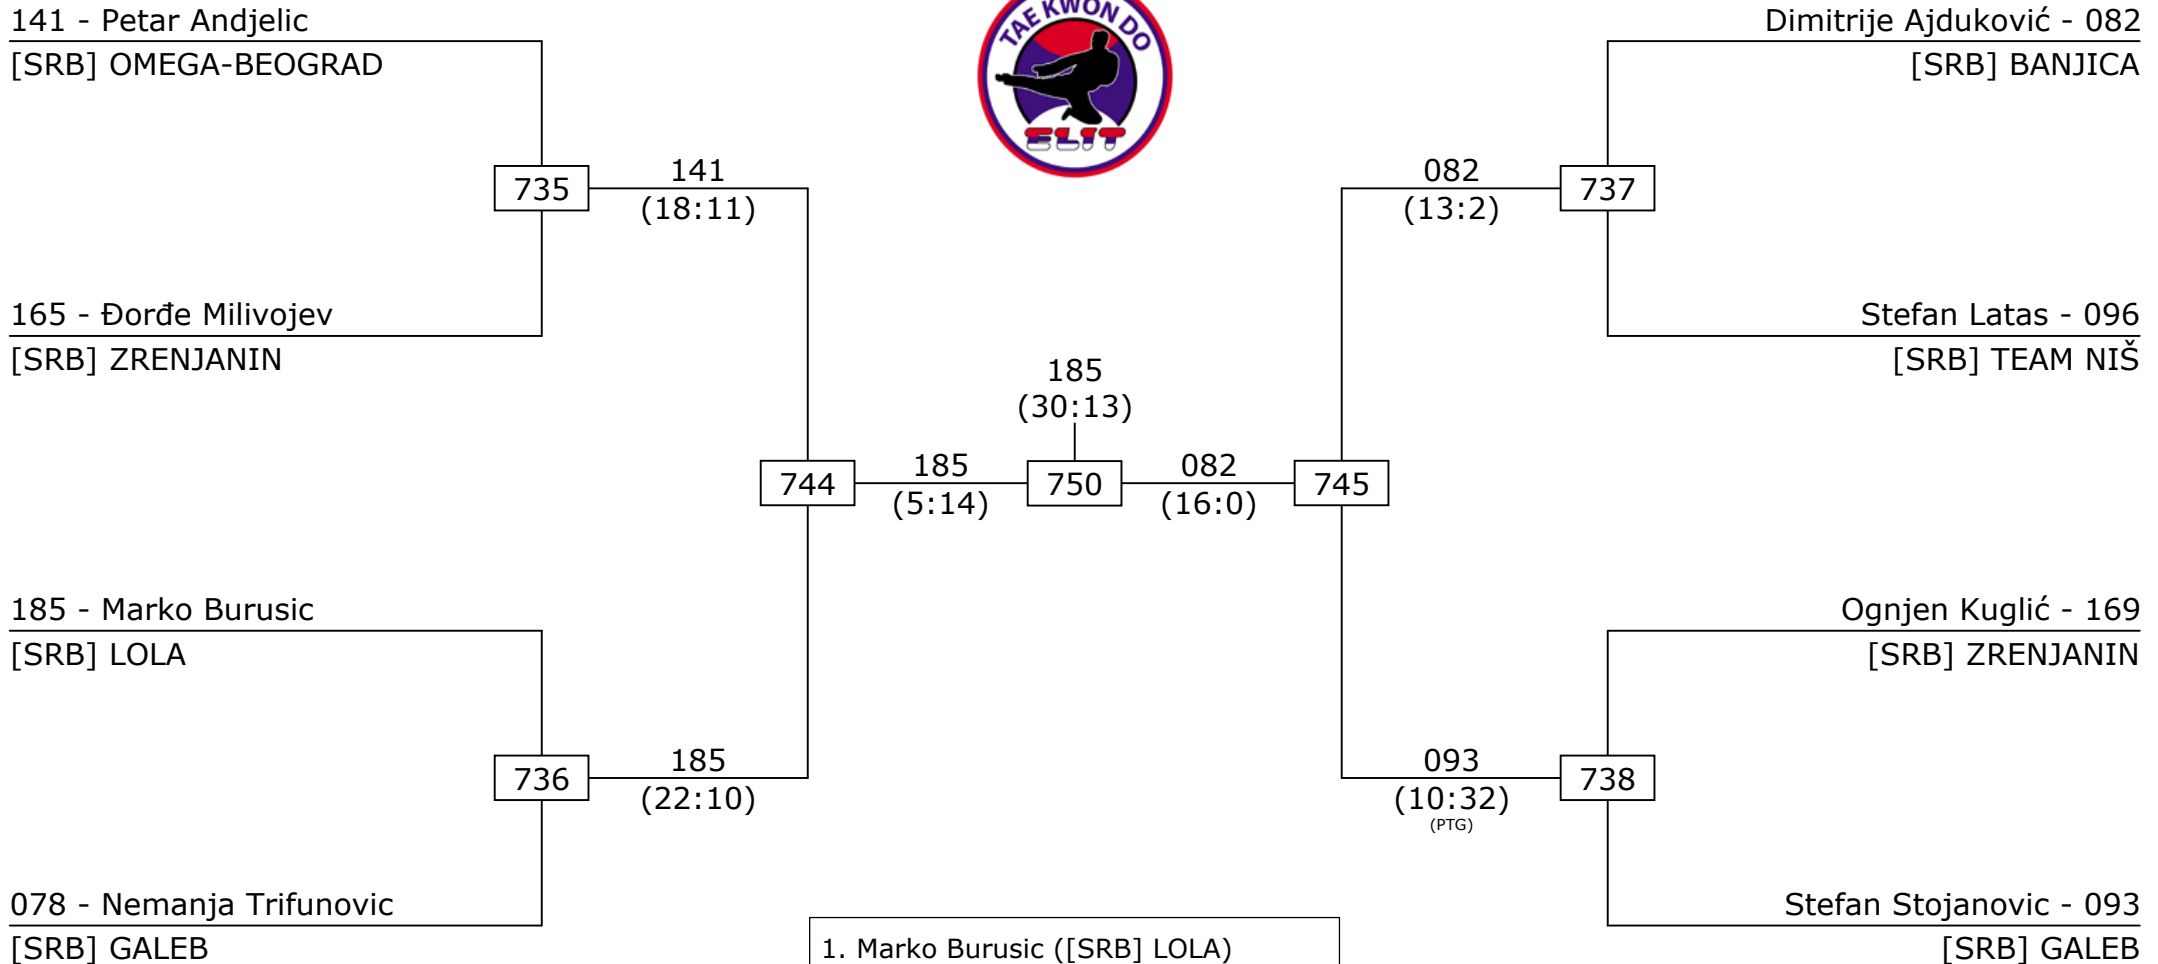 141 - Petar Andjelic
[SRB] OMEGA-BEOGRAD
165 - Đorđe Milivojev
[SRB] ZRENJANIN
185 - Marko Burusic
[SRB] LOLA
078 - Nemanja Trifunovic
[SRB] GALEB
735
141
(18:11)
736
185
(22:10)
744
185
(5:14)
TAE KWON DO
ELIT
185
(30:13)
750
082
(16:0)
745
082
(13:2)
737
093
(10:32)
(PTG)
738
Dimitrije Ajduković - 082
[SRB] BANJICA
Stefan Latas - 096
[SRB] TEAM NIŠ
Ognjen Kuglić - 169
[SRB] ZRENJANIN
Stefan Stojanovic - 093
[SRB] GALEB
1. Marko Burusic ([SRB] LOLA)